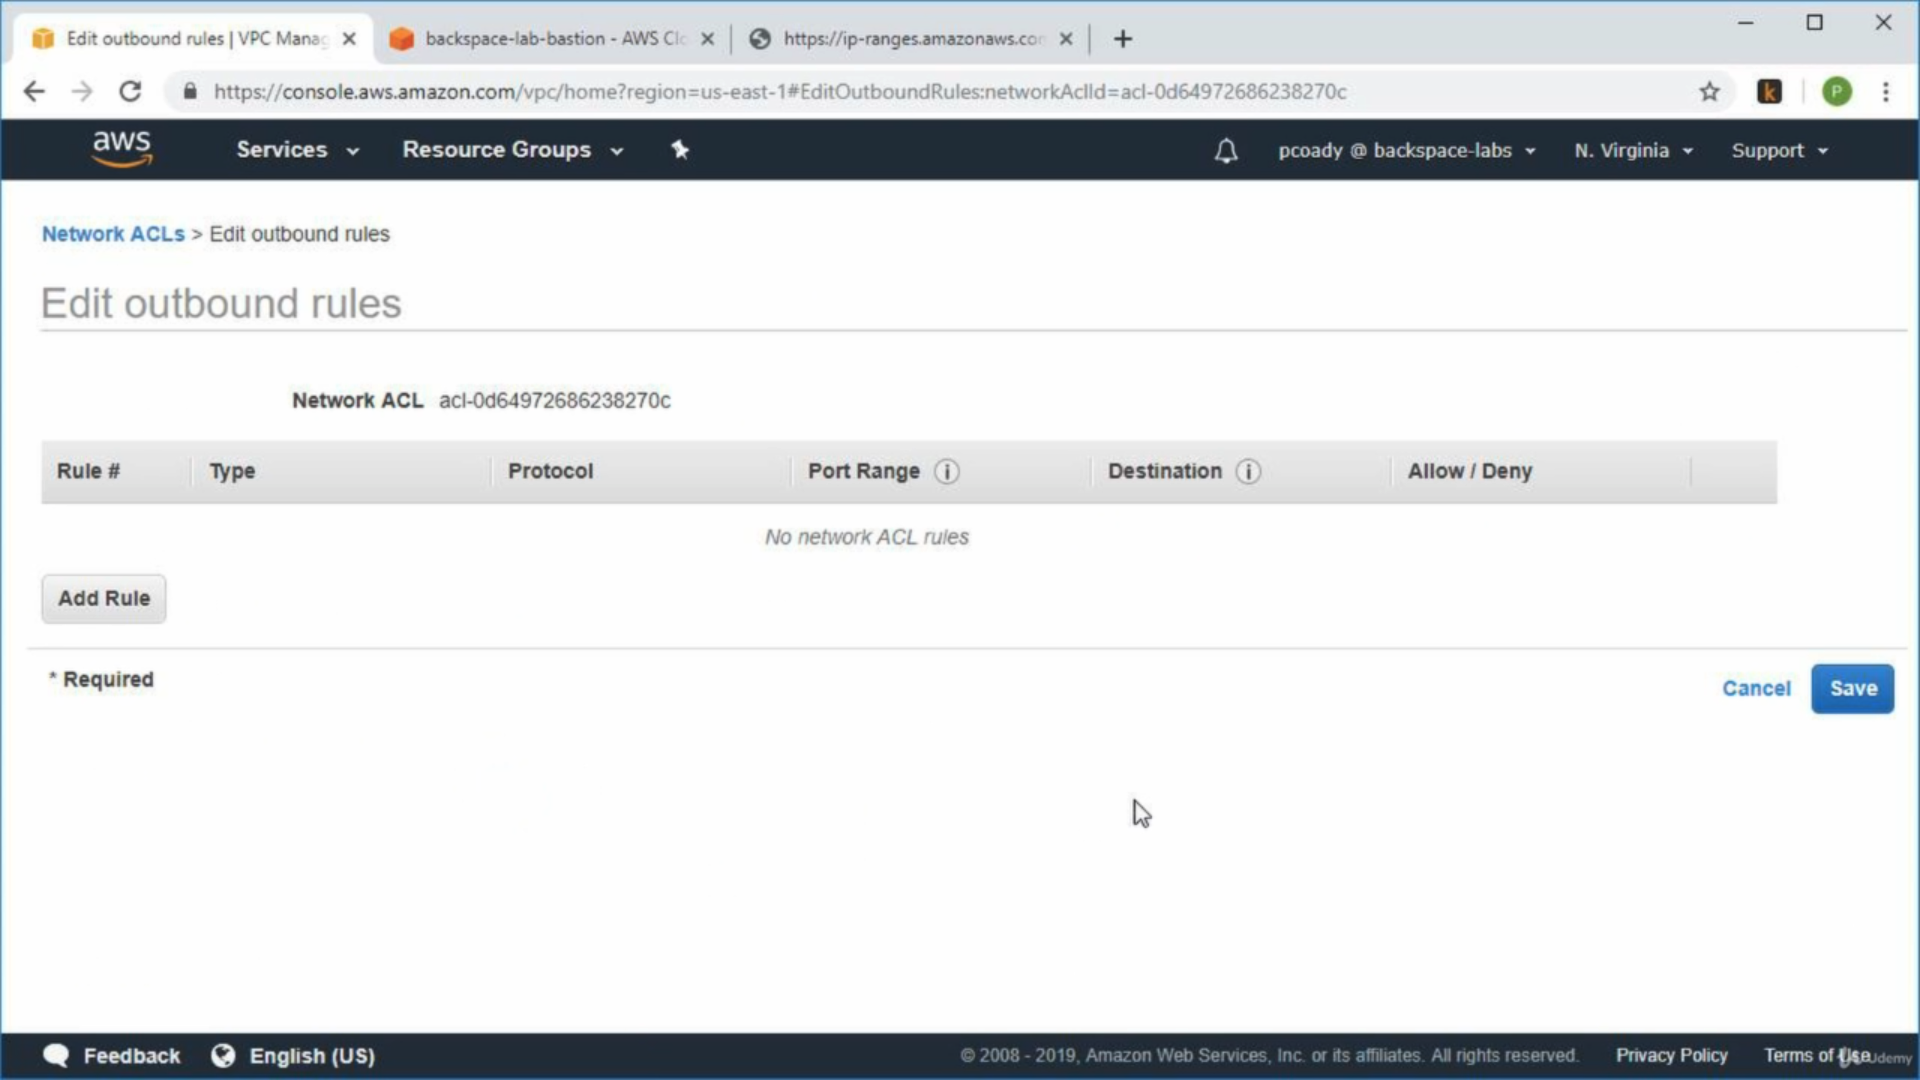 Edit outbound rules | VPC Manag
backspace-lab-bastion - AWS Clo
https://ip-ranges.amazonaws.con
https://console.aws.amazon.com/vpc/home?region=us-east-1#EditOutboundRules:networkAclId=acl-0d64972686238270c
k
P
aws
Services
Resource Groups
pcoady @ backspace-labs
N. Virginia
Support
Network ACLs > Edit outbound rules
Edit outbound rules
Network ACL acl-0d64972686238270c
Rule # Type Protocol Port Range i Destination i Allow / Deny
No network ACL rules
Add Rule
* Required
Cancel
Save
Feedback
English (US)
© 2008 - 2019, Amazon Web Services, Inc. or its affiliates. All rights reserved.
Privacy Policy
Terms of Use
Udemy